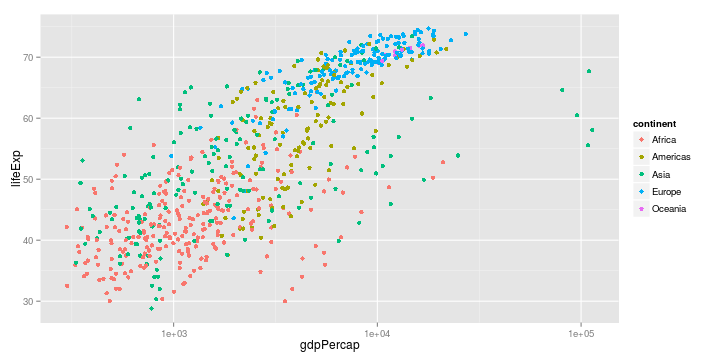 70
60
50
40
30
lifeExp
1e+03
1e+04
1e+05
gdpPercap
continent
Africa
Americas
Asia
Europe
Oceania